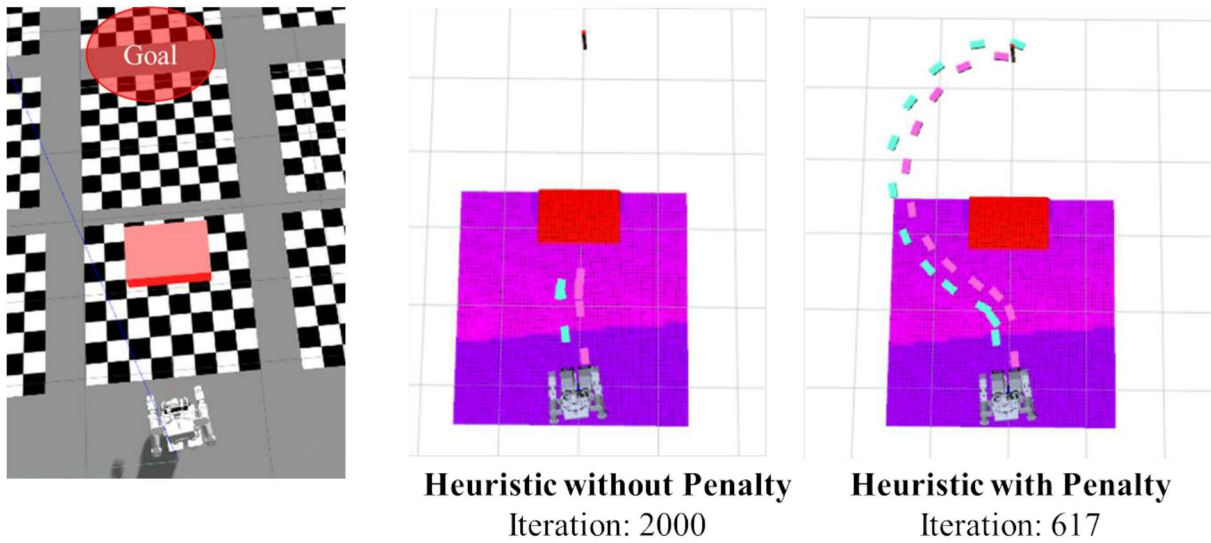 Goal
Heuristic without Penalty
Iteration: 2000
Heuristic with Penalty
Iteration: 617